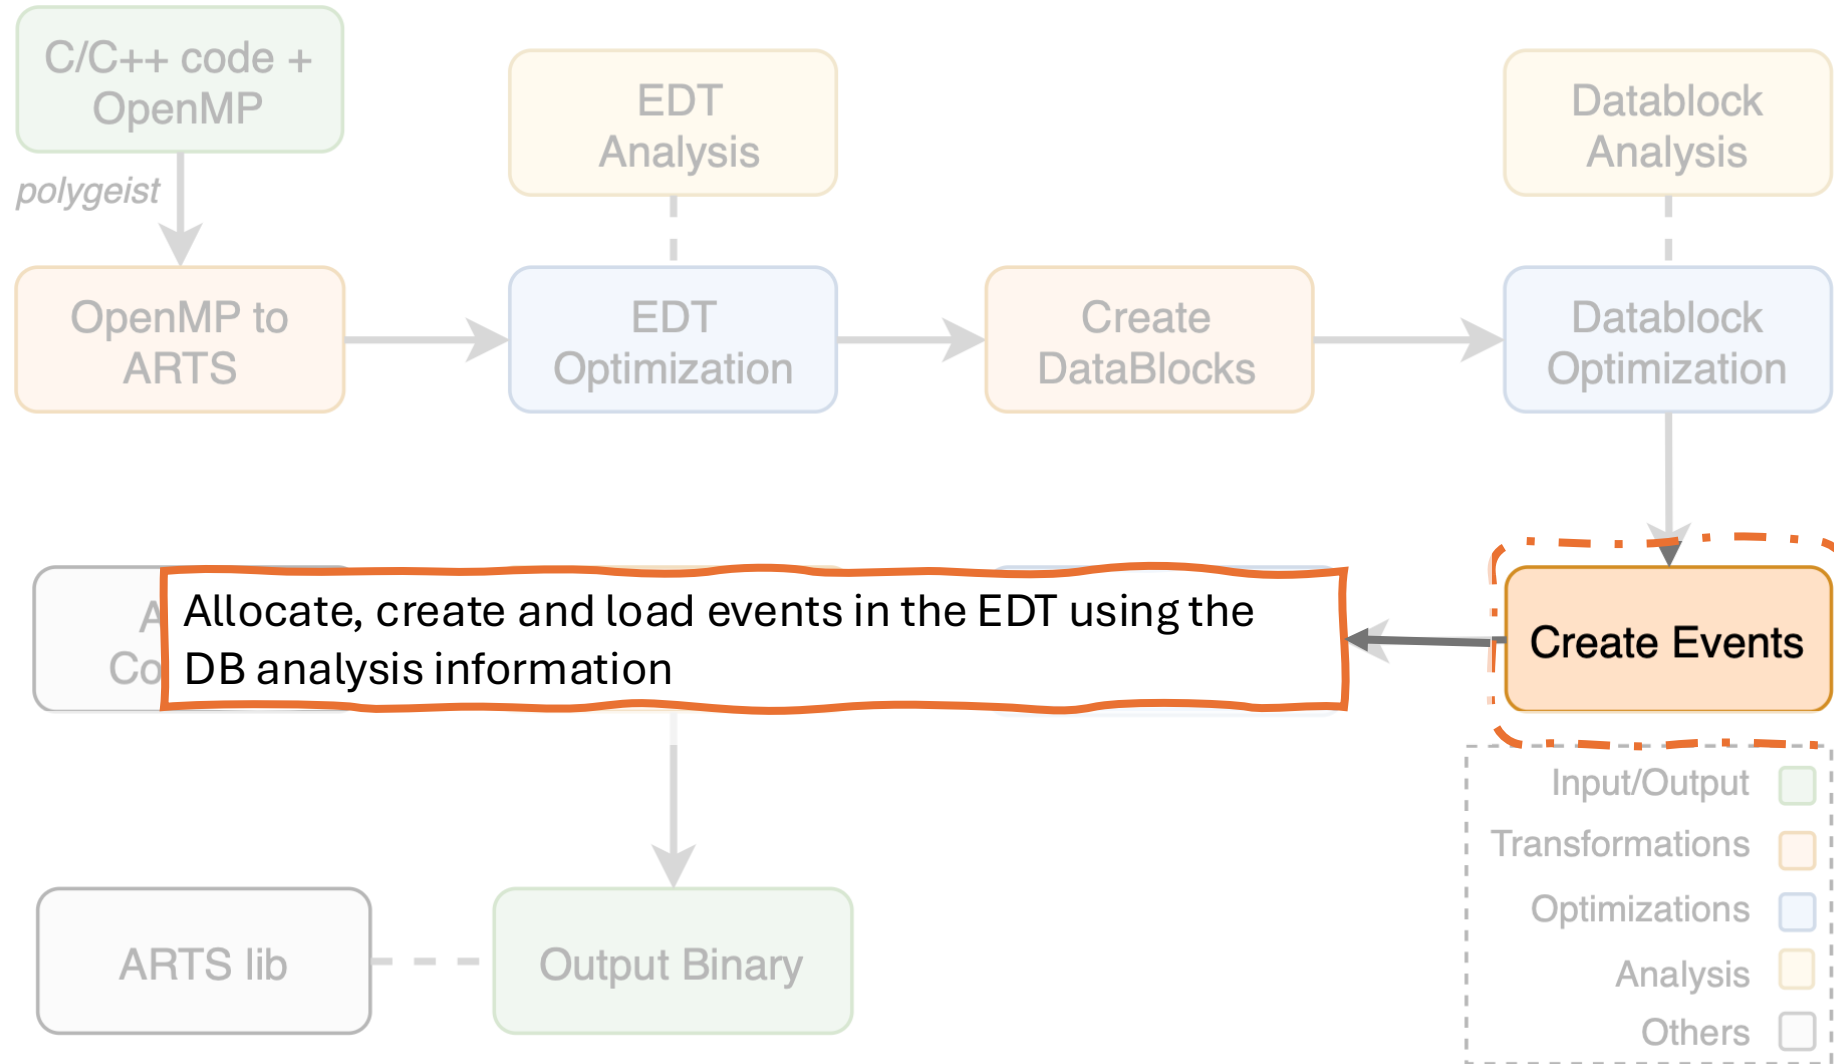 C/C++ code +
OpenMP
EDT
Analysis
Datablock
Analysis
polygeist
OpenMP to
ARTS
EDT
Optimization
Create
DataBlocks
Datablock
Optimization
Allocate, create and load events in the EDT using the
DB analysis information
Create Events
Input/Output
Transformations
Optimizations
Analysis
Others
ARTS lib
Output Binary